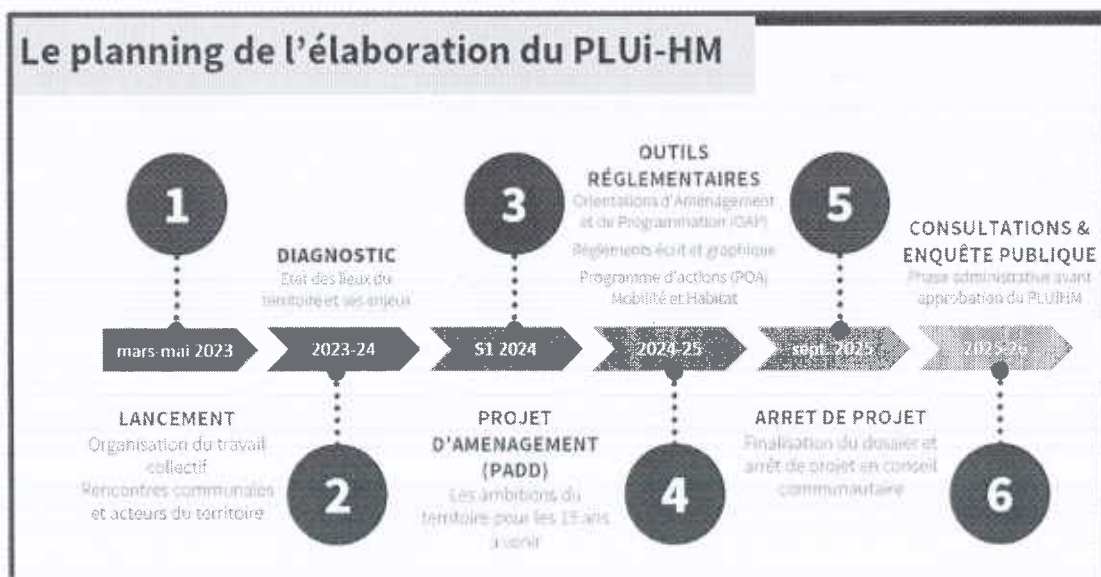 Le planning de l'élaboration du PLUi-HM
1
mars-mai 2023
LANCEMENT
Organisation du travail
collectif
Rencontres communales
et acteurs du territoire
DIAGNOSTIC
Etat des lieux du
territoire et ses enjeux
2023-24
2
3
S1 2024
PROJET
D'AMENAGEMENT
(PADD)
Les ambitions du
territoire pour les 15 ans
à venir
OUTILS
RÉGLEMENTAIRES
Orientations d'Aménagement
et de Programmation (OAP)
Règlements écrit et graphique
Programme d'actions (POA)
Mobilité et Habitat
2024-25
4
5
sept. 2025
ARRET DE PROJET
Finalisation du dossier et
arrêt de projet en conseil
communautaire
CONSULTATIONS &
ENQUÊTE PUBLIQUE
Phase administrative avant
approbation du PLUiHM
2025-26
6